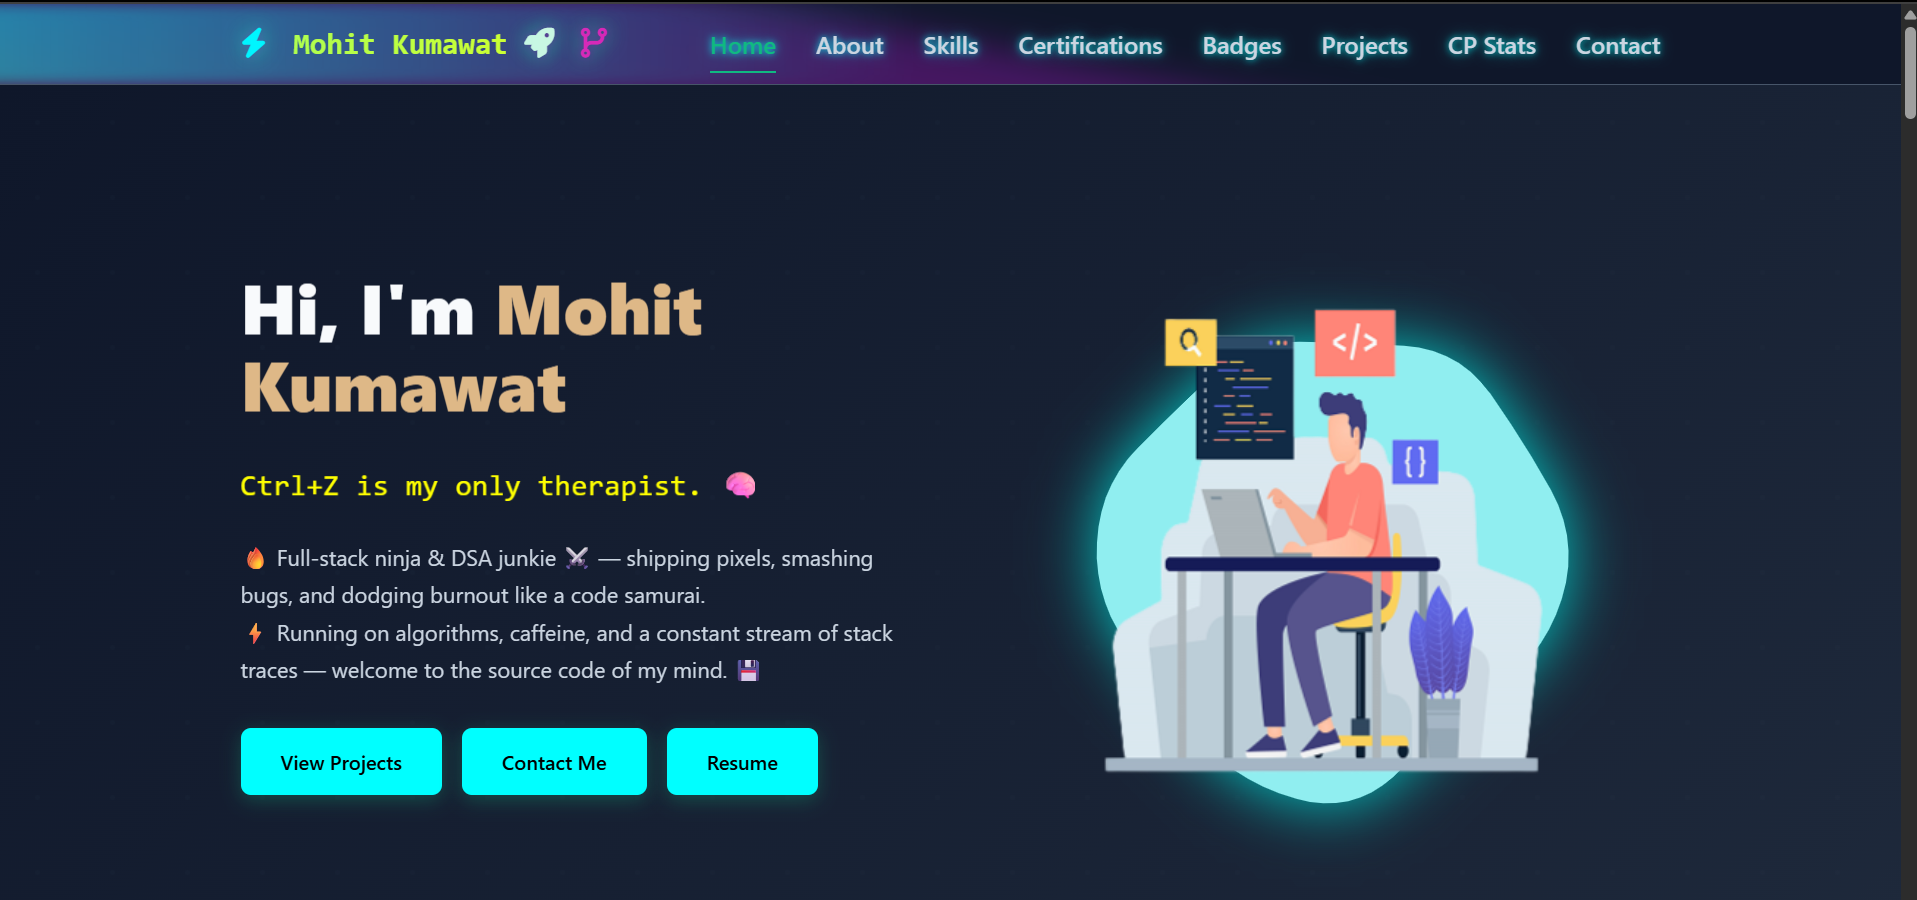 Mohit Kumawat
Home About Skills Certifications Badges Projects CP Stats Contact
Hi, I'm Mohit
Kumawat
Ctrl+Z is my only therapist. 🧠
🔥 Full-stack ninja & DSA junkie ⚔️ — shipping pixels, smashing
bugs, and dodging burnout like a code samurai.
⚡ Running on algorithms, caffeine, and a constant stream of stack
traces — welcome to the source code of my mind. 💾
View Projects Contact Me Resume
</>
{}